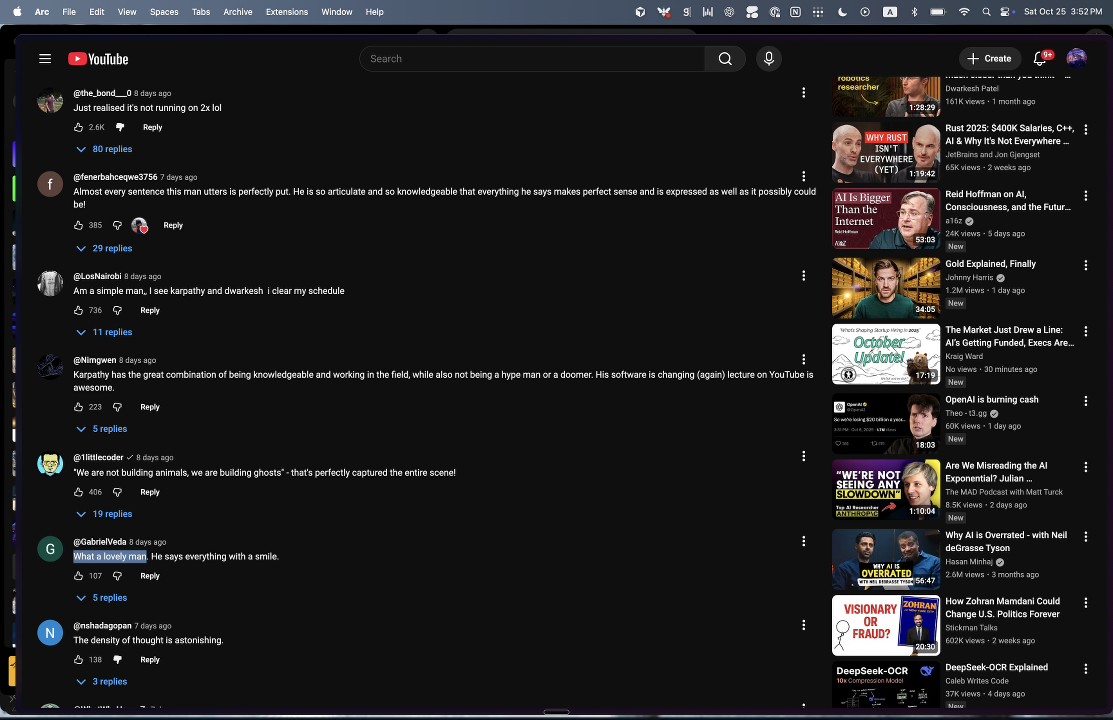 Arc File Edit View Spaces Tabs Archive Extensions Window Help
A
Sat Oct 25 3:52 PM
YouTube
Search
Create
9+
@the_bond___0 8 days ago
Just realised it's not running on 2x lol
2.6K Reply
80 replies
f
@fenerbahceqwe3756 7 days ago
Almost every sentence this man utters is perfectly put. He is so articulate and so knowledgeable that everything he says makes perfect sense and is expressed as well as it possibly could
be!
385 Reply
29 replies
@LosNairobi 8 days ago
Am a simple man,, I see karpathy and dwarkesh i clear my schedule
736 Reply
11 replies
@Nimgwen 8 days ago
Karpathy has the great combination of being knowledgeable and working in the field, while also not being a hype man or a doomer. His software is changing (again) lecture on YouTube is
awesome.
223 Reply
5 replies
@1littlecoder 8 days ago
"We are not building animals, we are building ghosts" - that's perfectly captured the entire scene!
406 Reply
19 replies
G
@GabrielVeda 8 days ago
What a lovely man. He says everything with a smile.
107 Reply
5 replies
N
@nshadagopan 7 days ago
The density of thought is astonishing.
138 Reply
3 replies
robotics
researcher
1:28:29
Dwarkesh Patel
161K views • 1 month ago
WHY RUST
ISN'T
EVERYWHERE
(YET)
1:19:42
Rust 2025: $400K Salaries, C++,
AI & Why It's Not Everywhere ...
JetBrains and Jon Gjengset
65K views • 2 weeks ago
AI Is Bigger
Than the
Internet
Reid Hoffman
a16z
53:03
Reid Hoffman on AI,
Consciousness, and the Futur...
a16z
24K views • 5 days ago
New
34:05
Gold Explained, Finally
Johnny Harris
1.2M views • 1 day ago
New
"What's Shaping Startup Hiring in 2025"
October
Update!
17:19
The Market Just Drew a Line:
AI's Getting Funded, Execs Are...
Kraig Ward
No views • 30 minutes ago
New
OpenAI
@OpenAI
So we're losing $20 billion a year...
18:03
OpenAI is burning cash
Theo - t3.gg
60K views • 1 day ago
New
"WE'RE NOT
SEEING ANY
SLOWDOWN"
Top AI Researcher
ANTHROPIC
1:10:04
Are We Misreading the AI
Exponential? Julian ...
The MAD Podcast with Matt Turck
8.5K views • 2 days ago
New
WHY AI IS
OVERRATED
WITH NEIL DEGRASSE TYSON
56:47
Why AI is Overrated - with Neil
deGrasse Tyson
Hasan Minhaj
2.6M views • 3 months ago
VISIONARY
OR
FRAUD?
ZOHRAN
20:30
How Zohran Mamdani Could
Change U.S. Politics Forever
Stickman Talks
602K views • 2 weeks ago
DeepSeek-OCR
10x Compression Model
DeepSeek-OCR Explained
Caleb Writes Code
37K views • 4 days ago
New